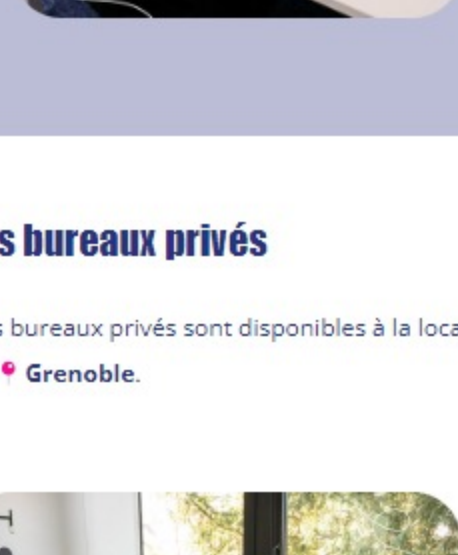 s bureaux privés
s bureaux privés sont disponibles à la loca
📍 Grenoble.